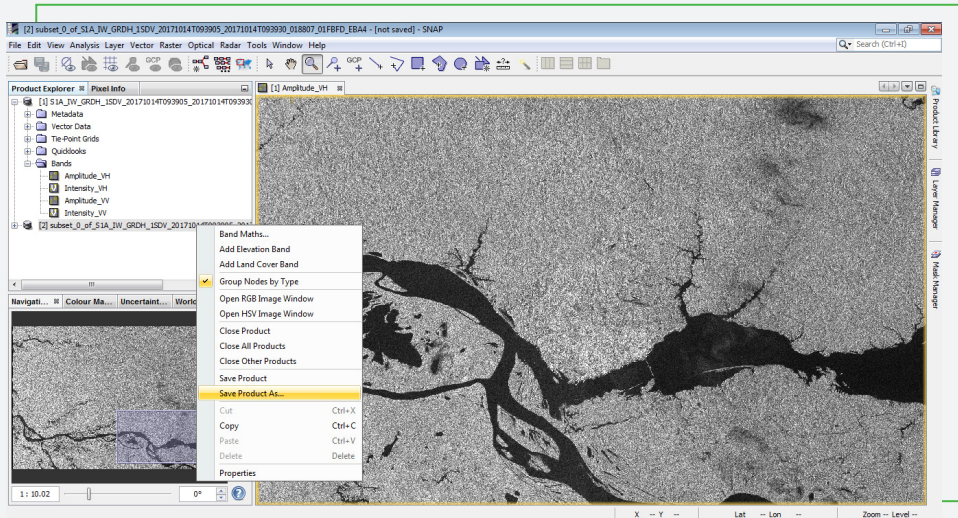 [2] subset_0_of_S1A_IW_GRDH_1SDV_20171014T093905_20171014T093930_018807_01FBFD_EBA4 - [not saved] - SNAP
File Edit View Analysis Layer Vector Raster Optical Radar Tools Window Help
Search (Ctrl+I)
GCP
GCP
Product Explorer
Pixel Info
[1] Amplitude_VH
[1] S1A_IW_GRDH_1SDV_20171014T093905_20171014T093930
Metadata
Vector Data
Tie-Point Grids
Quicklooks
Bands
Amplitude_VH
Intensity_VH
Amplitude_VV
Intensity_VV
[2] subset_0_of_S1A_IW_GRDH_1SDV_20171014T093905_201
Band Maths...
Add Elevation Band
Add Land Cover Band
Group Nodes by Type
Open RGB Image Window
Open HSV Image Window
Close Product
Close All Products
Close Other Products
Save Product
Save Product As...
Cut Ctrl+X
Copy Ctrl+C
Paste Ctrl+V
Delete Delete
Properties
Navigati... Colour Ma... Uncertaint... World
1: 10.02
0°
Product Library
Layer Manager
Mask Manager
X -- Y -- Lat -- Lon -- Zoom -- Level --